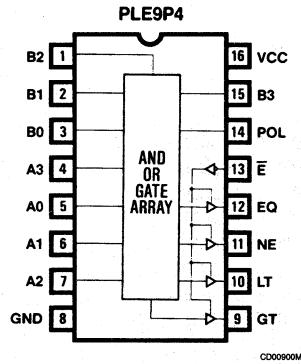 PLE9P4
B2 1 16 VCC
B1 2 15 B3
B0 3 14 POL
A3 4 13 E̅
A0 5 12 EQ
A1 6 11 NE
A2 7 10 LT
GND 8 9 GT
AND
OR
GATE
ARRAY
CD00900M